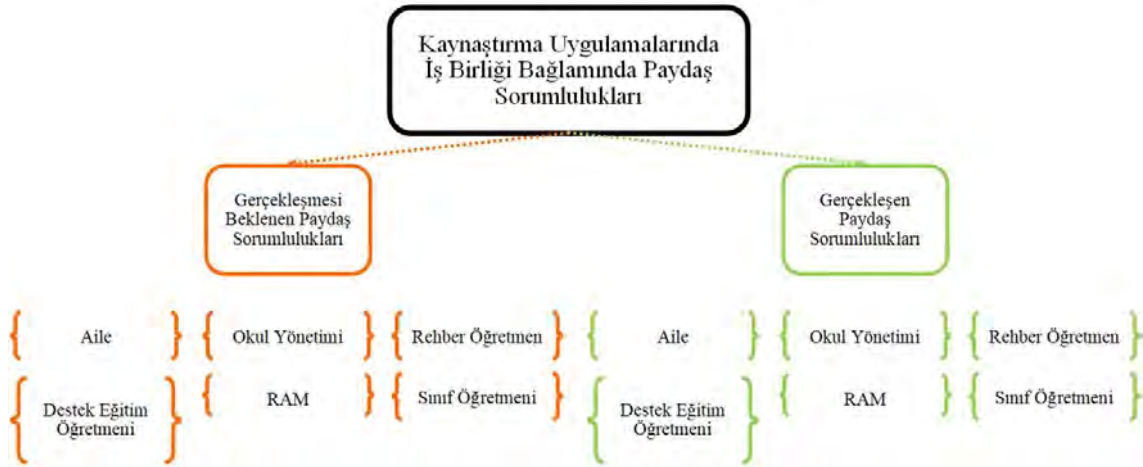 Kaynaştırma Uygulamalarında
İş Birliği Bağlamında Paydaş
Sorumlulukları
Gerçekleşmesi
Beklenen Paydaş
Sorumlulukları
Gerçekleşen
Paydaş
Sorumlulukları
Aile
Okul Yönetimi
Rehber Öğretmen
Aile
Okul Yönetimi
Rehber Öğretmen
Destek Eğitim
Öğretmeni
RAM
Sınıf Öğretmeni
Destek Eğitim
Öğretmeni
RAM
Sınıf Öğretmeni